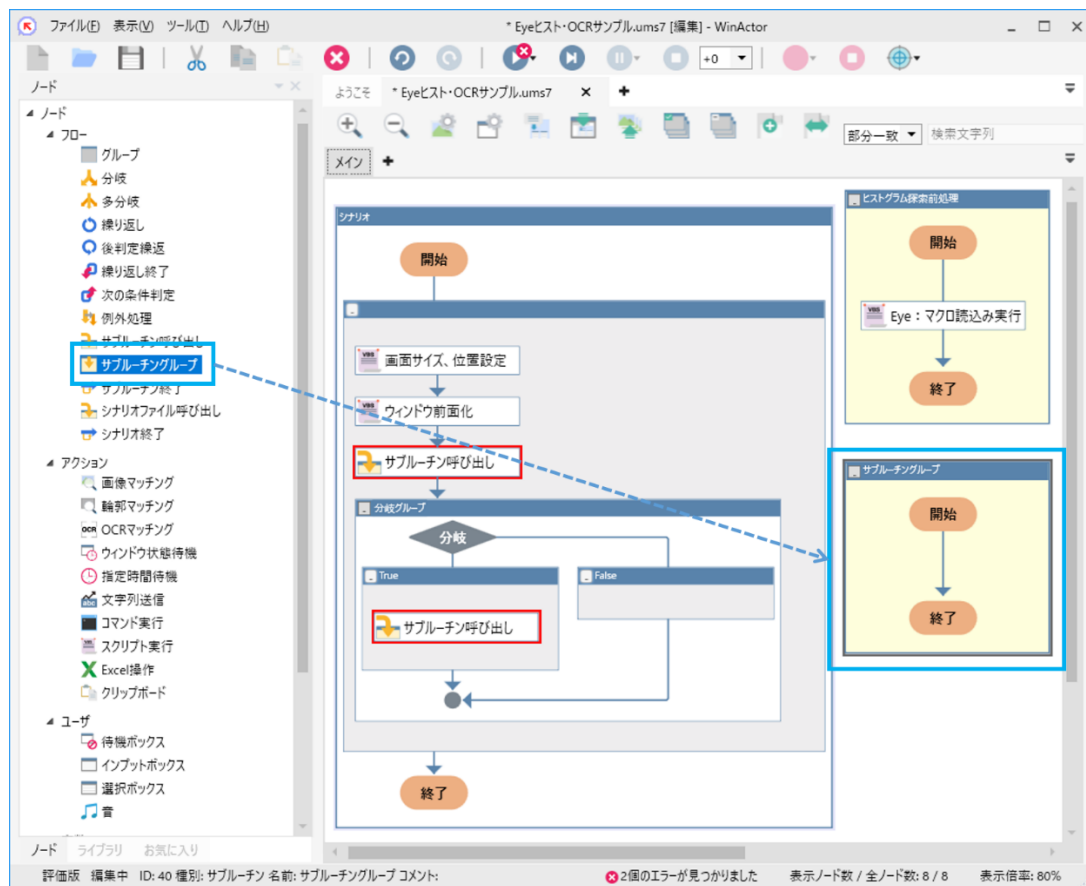 ファイル(F) 表示(V) ツール(T) ヘルプ(H)
* Eyeヒスト・OCRサンプル.ums7 [編集] - WinActor
+0
ノード
ようこそ
* Eyeヒスト・OCRサンプル.ums7
部分一致
検索文字列
メイン
ノード
フロー
グループ
分岐
多分岐
繰り返し
後判定繰返
繰り返し終了
次の条件判定
例外処理
サブルーチン呼び出し
サブルーチングループ
サブルーチン終了
シナリオファイル呼び出し
シナリオ終了
アクション
画像マッチング
輪郭マッチング
OCRマッチング
ウィンドウ状態待機
指定時間待機
文字列送信
コマンド実行
スクリプト実行
Excel操作
クリップボード
ユーザ
待機ボックス
インプットボックス
選択ボックス
音
ノード ライブラリ お気に入り
シナリオ
開始
画面サイズ、位置設定
ウィンドウ前面化
サブルーチン呼び出し
分岐グループ
分岐
True
False
サブルーチン呼び出し
終了
ヒストグラム探索前処理
開始
Eye：マクロ読込み実行
終了
サブルーチングループ
開始
終了
評価版 編集中 ID: 40 種別: サブルーチン 名前: サブルーチングループ コメント:
2個のエラーが見つかりました
表示ノード数 / 全ノード数: 8 / 8
表示倍率: 80%